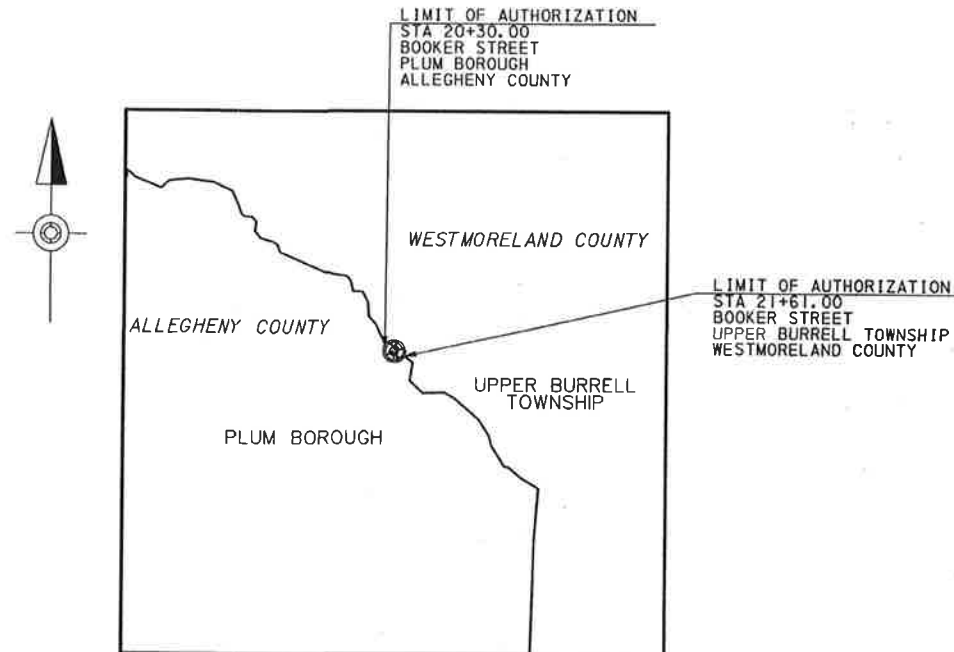 LIMIT OF AUTHORIZATION
STA 20+30.00
BOOKER STREET
PLUM BOROUGH
ALLEGHENY COUNTY
WESTMORELAND COUNTY
LIMIT OF AUTHORIZATION
STA 21+61.00
BOOKER STREET
UPPER BURRELL TOWNSHIP
WESTMORELAND COUNTY
ALLEGHENY COUNTY
UPPER BURRELL
TOWNSHIP
PLUM BOROUGH